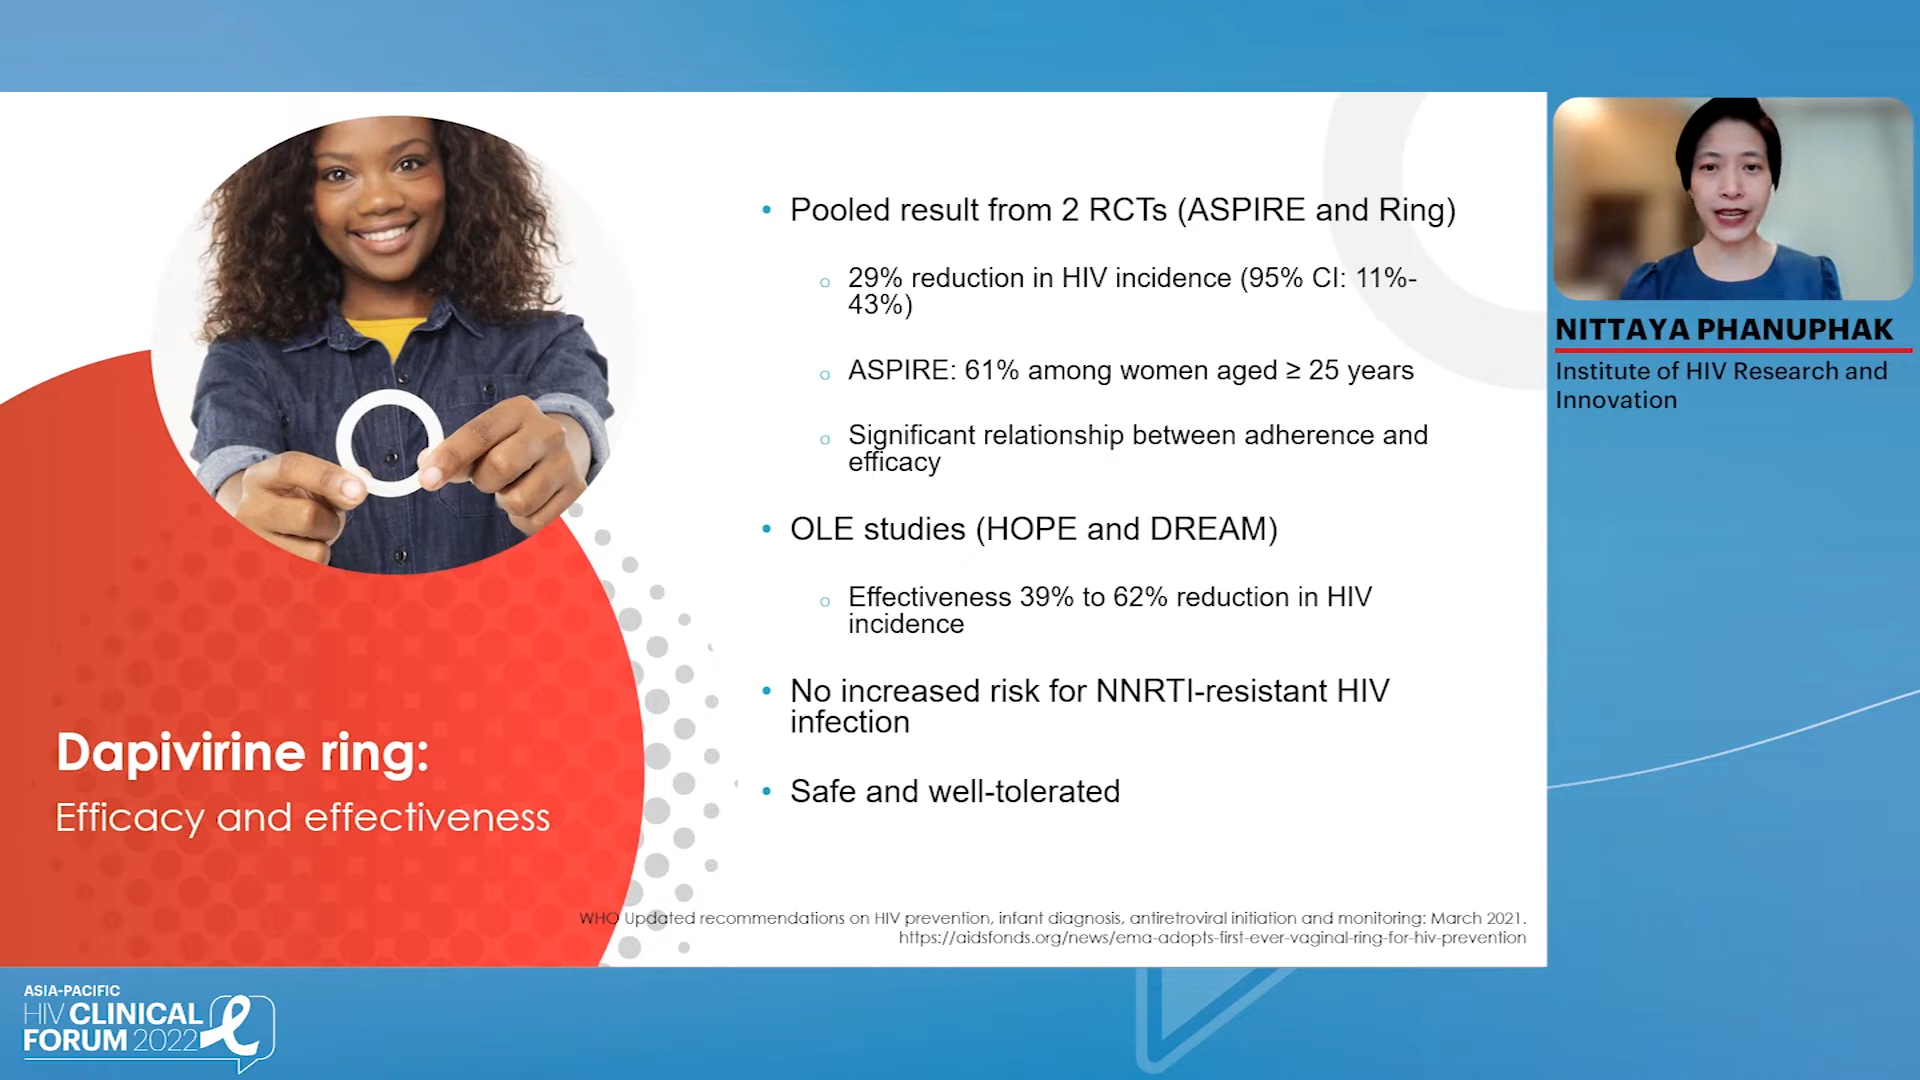 Pooled result from 2 RCTs (ASPIRE and Ring)
29% reduction in HIV incidence (95% CI: 11%-
43%)
ASPIRE: 61% among women aged ≥ 25 years
Significant relationship between adherence and
efficacy
OLE studies (HOPE and DREAM)
Effectiveness 39% to 62% reduction in HIV
incidence
No increased risk for NNRTI-resistant HIV
infection
Safe and well-tolerated
Dapivirine ring:
Efficacy and effectiveness
WHO Updated recommendations on HIV prevention, infant diagnosis, antiretroviral initiation and monitoring: March 2021.
https://aidsfonds.org/news/ema-adopts-first-ever-vaginal-ring-for-hiv-prevention
NITTAYA PHANUPHAK
Institute of HIV Research and
Innovation
ASIA-PACIFIC
HIV CLINICAL
FORUM 2022